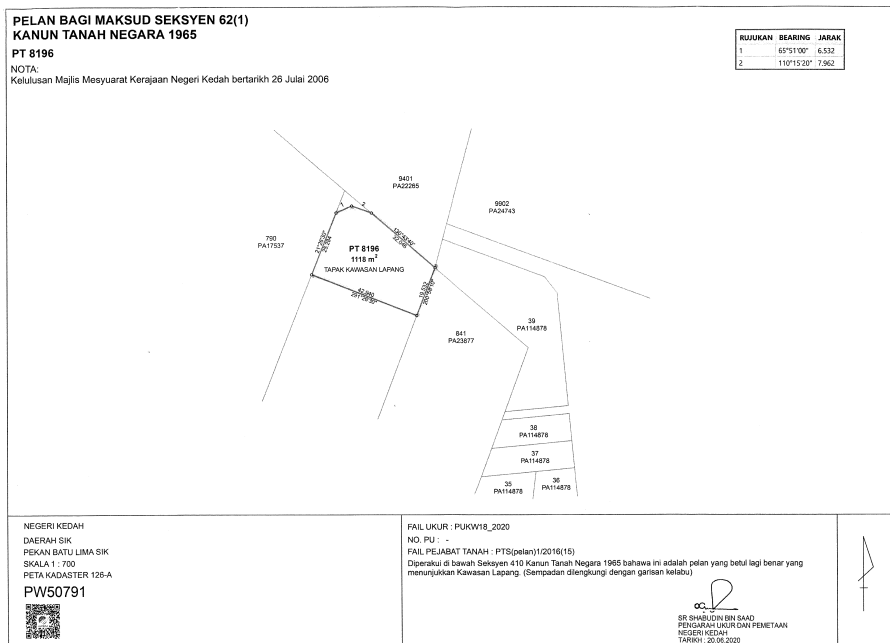 PELAN BAGI MAKSUD SEKSYEN 62(1)
KANUN TANAH NEGARA 1965
PT 8196
NOTA:
Kelulusan Majlis Mesyuarat Kerajaan Negeri Kedah bertarikh 26 Julai 2006
RUJUKAN BEARING JARAK
1 65°51'00" 6.532
2 110°15'20" 7.962
9401
PA22265
9902
PA24743
1
2
790
PA17537
PT 8196
1118 m²
TAPAK KAWASAN LAPANG
841
PA23877
39
PA114878
38
PA114878
37
PA114878
35
PA114878
36
PA114878
NEGERI KEDAH
DAERAH SIK
PEKAN BATU LIMA SIK
SKALA 1 : 700
PETA KADASTER 126-A
PW50791
FAIL UKUR : PUKW18_2020
NO. PU : -
FAIL PEJABAT TANAH : PTS(pelan)1/2016(15)
Diperakui di bawah Seksyen 410 Kanun Tanah Negara 1965 bahawa ini adalah pelan yang betul lagi benar yang
menunjukkan Kawasan Lapang. (Sempadan dilengkungi dengan garisan kelabu)
SR SHABUDIN BIN SAAD
PENGARAH UKUR DAN PEMETAAN
NEGERI KEDAH
TARIKH : 20.06.2020